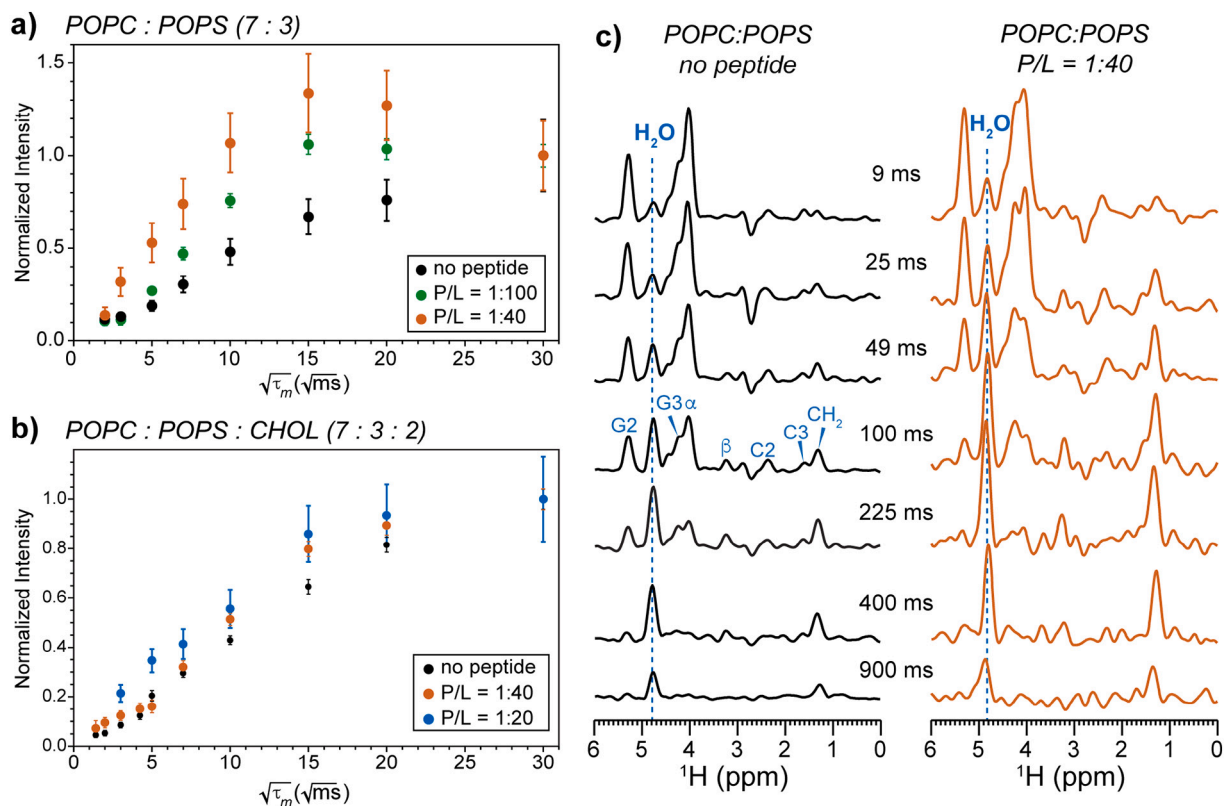 a) POPC : POPS (7 : 3)
Normalized Intensity
1.5
1.0
0.5
0.0
0 5 10 15 20 25 30
√τm(√ms)
no peptide
P/L = 1:100
P/L = 1:40
b) POPC : POPS : CHOL (7 : 3 : 2)
Normalized Intensity
1.0
0.8
0.6
0.4
0.2
0.0
0 5 10 15 20 25 30
√τm(√ms)
no peptide
P/L = 1:40
P/L = 1:20
c) POPC:POPS
no peptide
POPC:POPS
P/L = 1:40
H2O
H2O
9 ms
25 ms
49 ms
100 ms
225 ms
400 ms
900 ms
G2
G3 α
β
C2
C3
CH2
6 5 4 3 2 1 0
1H (ppm)
6 5 4 3 2 1 0
1H (ppm)